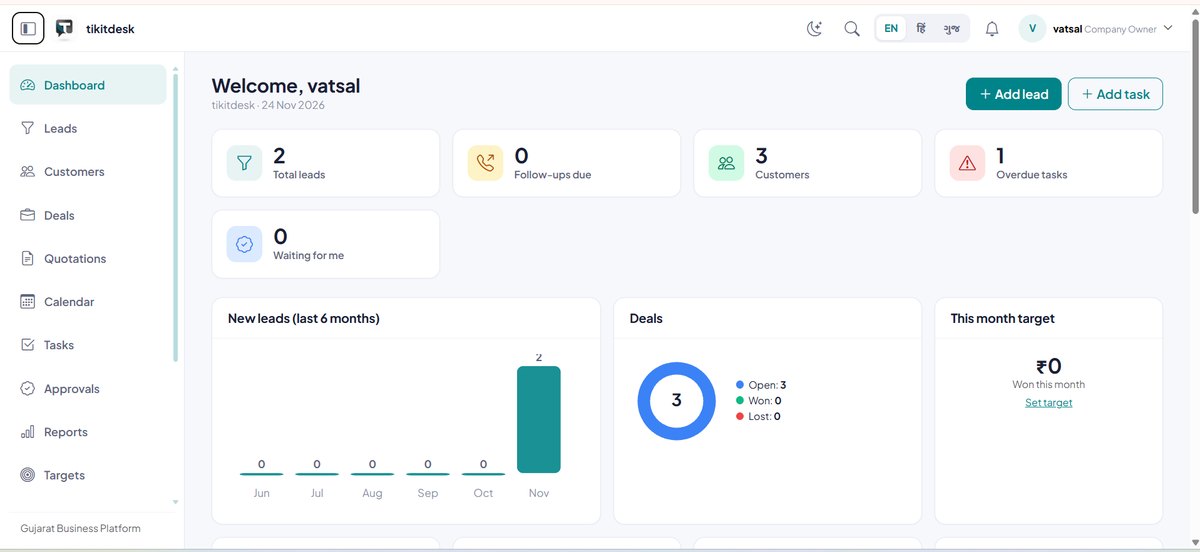 tikitdesk
EN
हिं
ગુજ
V
vatsal Company Owner
Dashboard
Leads
Customers
Deals
Quotations
Calendar
Tasks
Approvals
Reports
Targets
Gujarat Business Platform
Welcome, vatsal
tikitdesk · 24 Nov 2026
+ Add lead
+ Add task
2
Total leads
0
Follow-ups due
3
Customers
1
Overdue tasks
0
Waiting for me
New leads (last 6 months)
2
0 0 0 0 0
Jun Jul Aug Sep Oct Nov
Deals
3
Open: 3
Won: 0
Lost: 0
This month target
₹0
Won this month
Set target